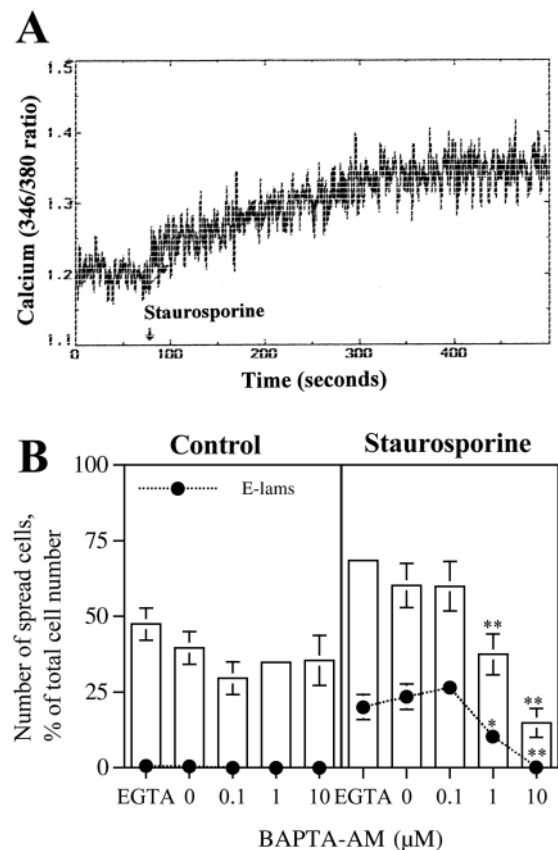 A
Calcium (346/380 ratio)
1.5
1.4
1.3
1.2
1.1
Staurosporine
0 100 200 300 400
Time (seconds)
B
Control Staurosporine
Number of spread cells,
% of total cell number
100
75
50
25
0
E-lams
**
*
**
**
EGTA 0 0.1 1 10 EGTA 0 0.1 1 10
BAPTA-AM (μM)